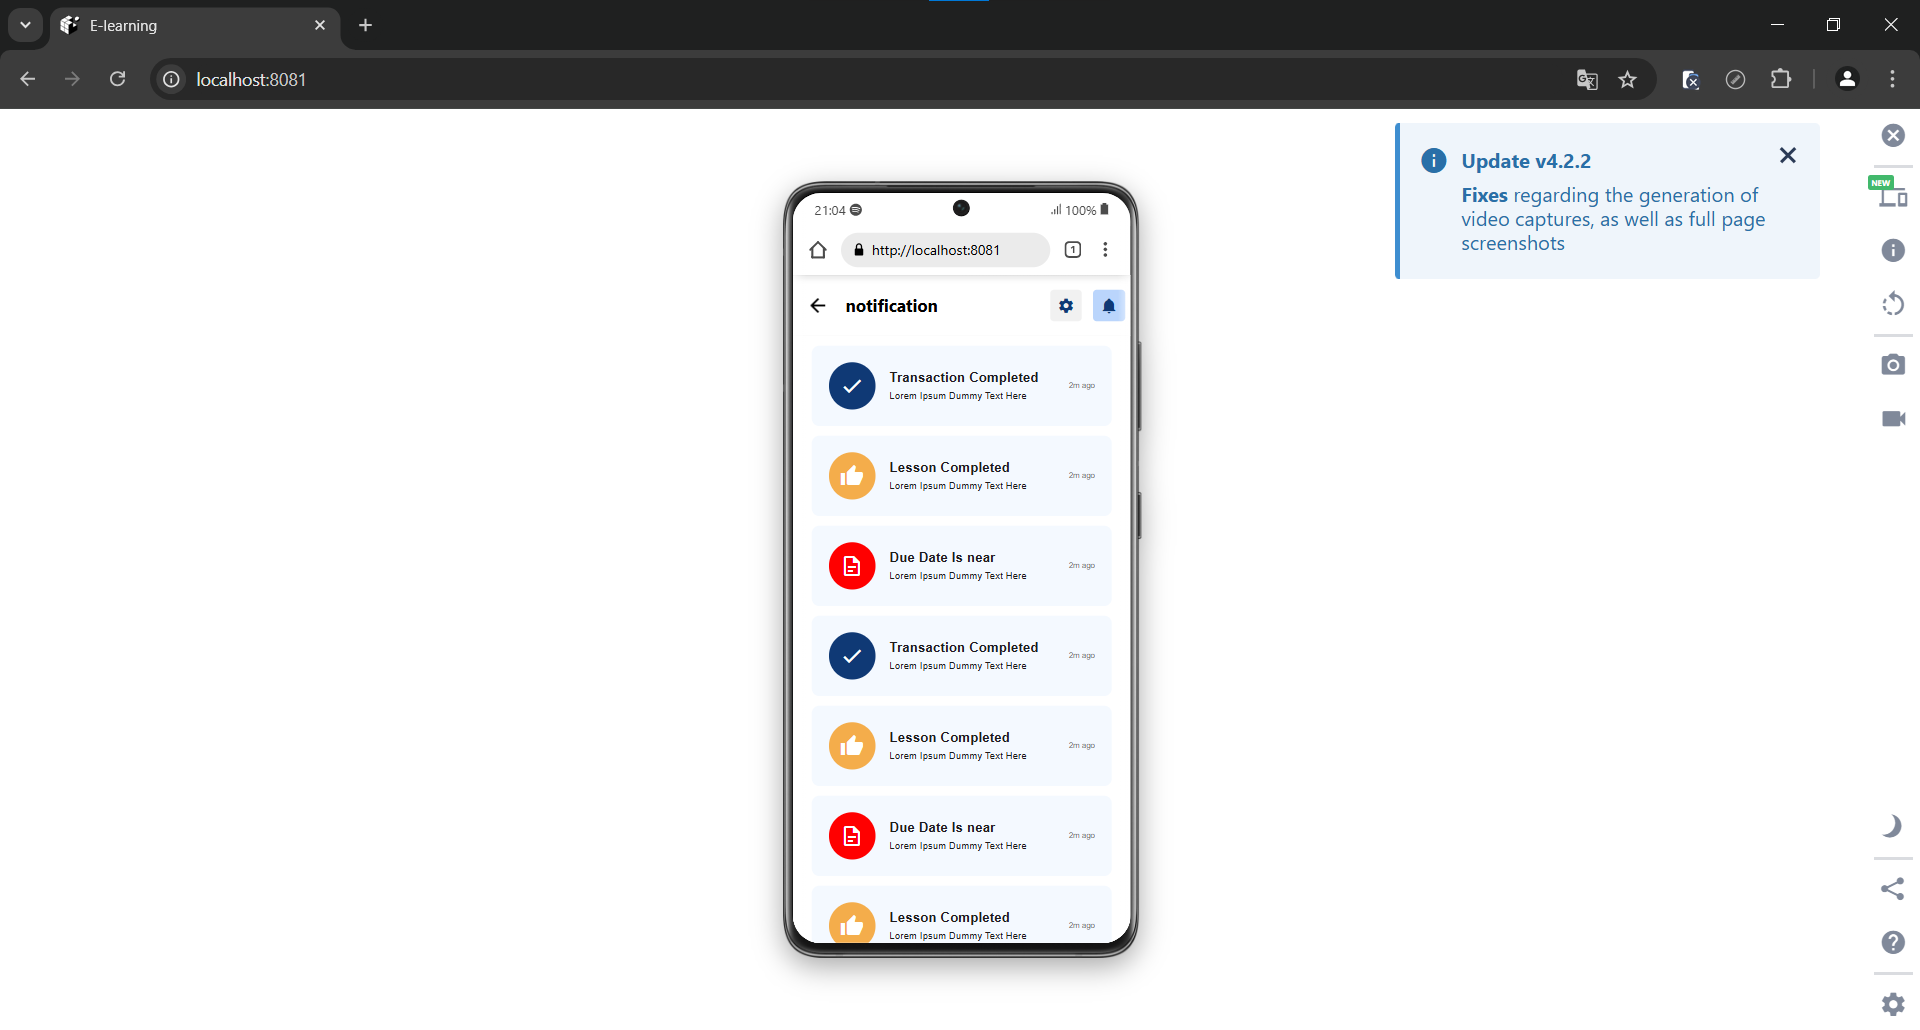 E-learning
localhost:8081
Update v4.2.2
Fixes regarding the generation of
video captures, as well as full page
screenshots
NEW
21:04
100%
http://localhost:8081
1
notification
Transaction Completed
Lorem Ipsum Dummy Text Here
2m ago
Lesson Completed
Lorem Ipsum Dummy Text Here
2m ago
Due Date Is near
Lorem Ipsum Dummy Text Here
2m ago
Transaction Completed
Lorem Ipsum Dummy Text Here
2m ago
Lesson Completed
Lorem Ipsum Dummy Text Here
2m ago
Due Date Is near
Lorem Ipsum Dummy Text Here
2m ago
Lesson Completed
Lorem Ipsum Dummy Text Here
2m ago